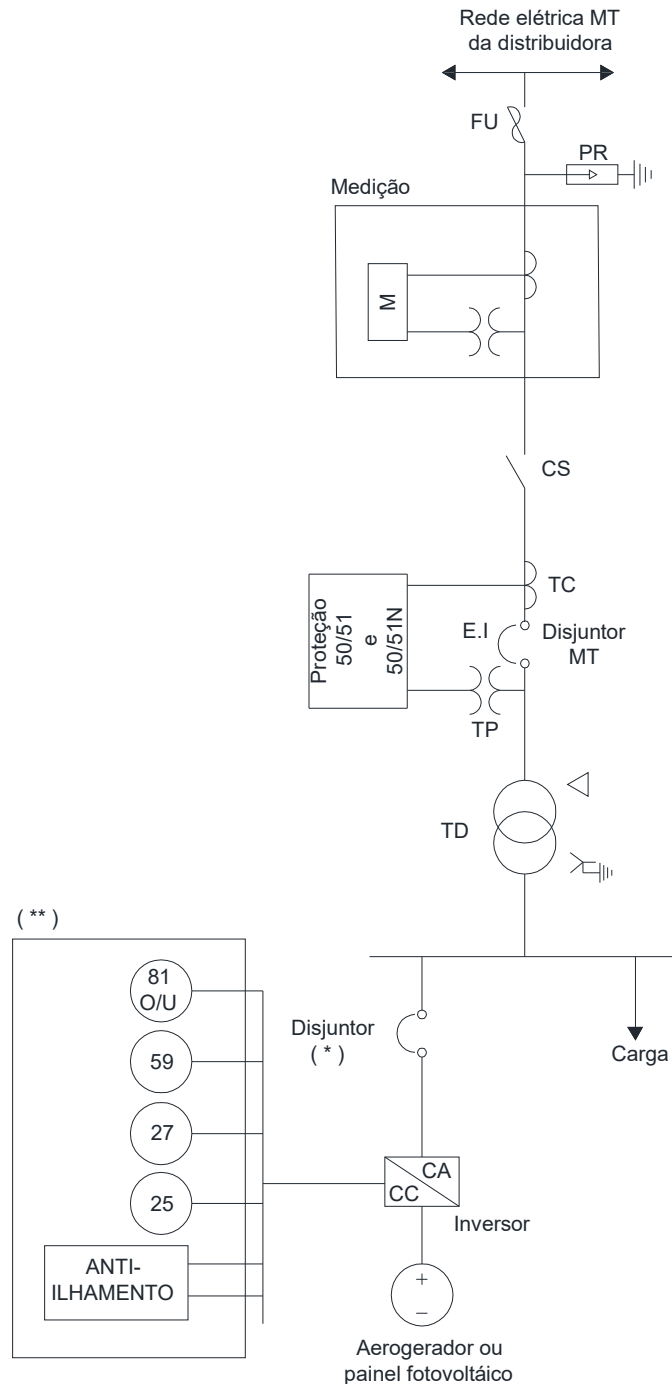 Rede elétrica MT
da distribuidora
FU
PR
Medição
M
CS
TC
Proteção
50/51
e
50/51N
E.I
Disjuntor
MT
TP
TD
( ** )
81
O/U
59
27
25
ANTI-
ILHAMENTO
Disjuntor
( * )
Carga
CA
CC
Inversor
+
−
Aerogerador ou
painel fotovoltáico